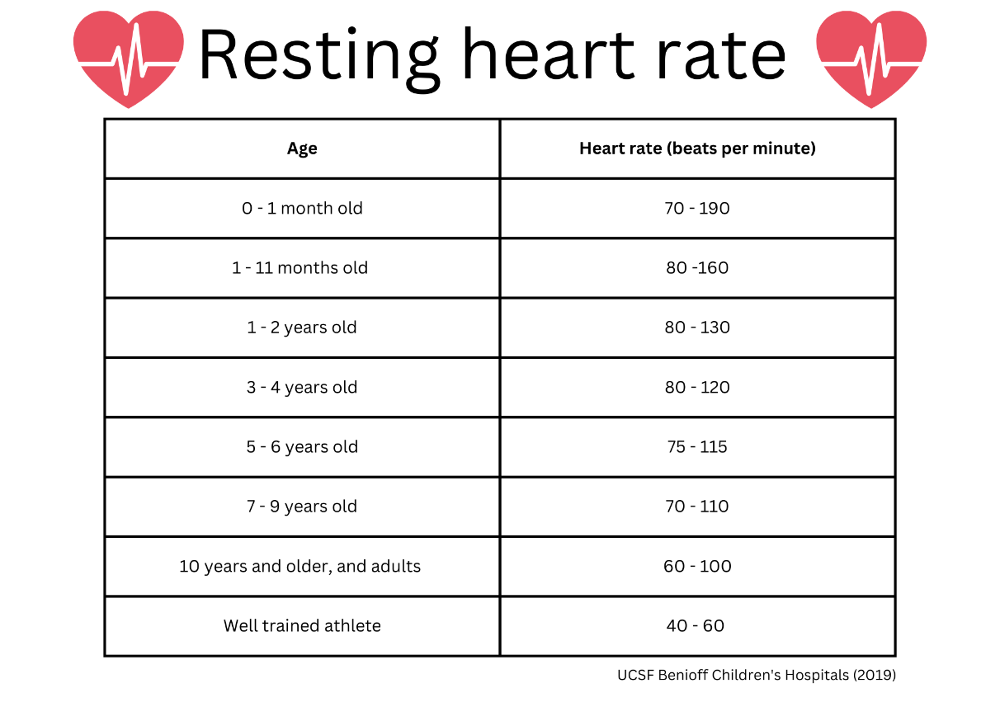 Resting heart rate
Age Heart rate (beats per minute)
0 - 1 month old 70 - 190
1 - 11 months old 80 -160
1 - 2 years old 80 - 130
3 - 4 years old 80 - 120
5 - 6 years old 75 - 115
7 - 9 years old 70 - 110
10 years and older, and adults 60 - 100
Well trained athlete 40 - 60
UCSF Benioff Children's Hospitals (2019)